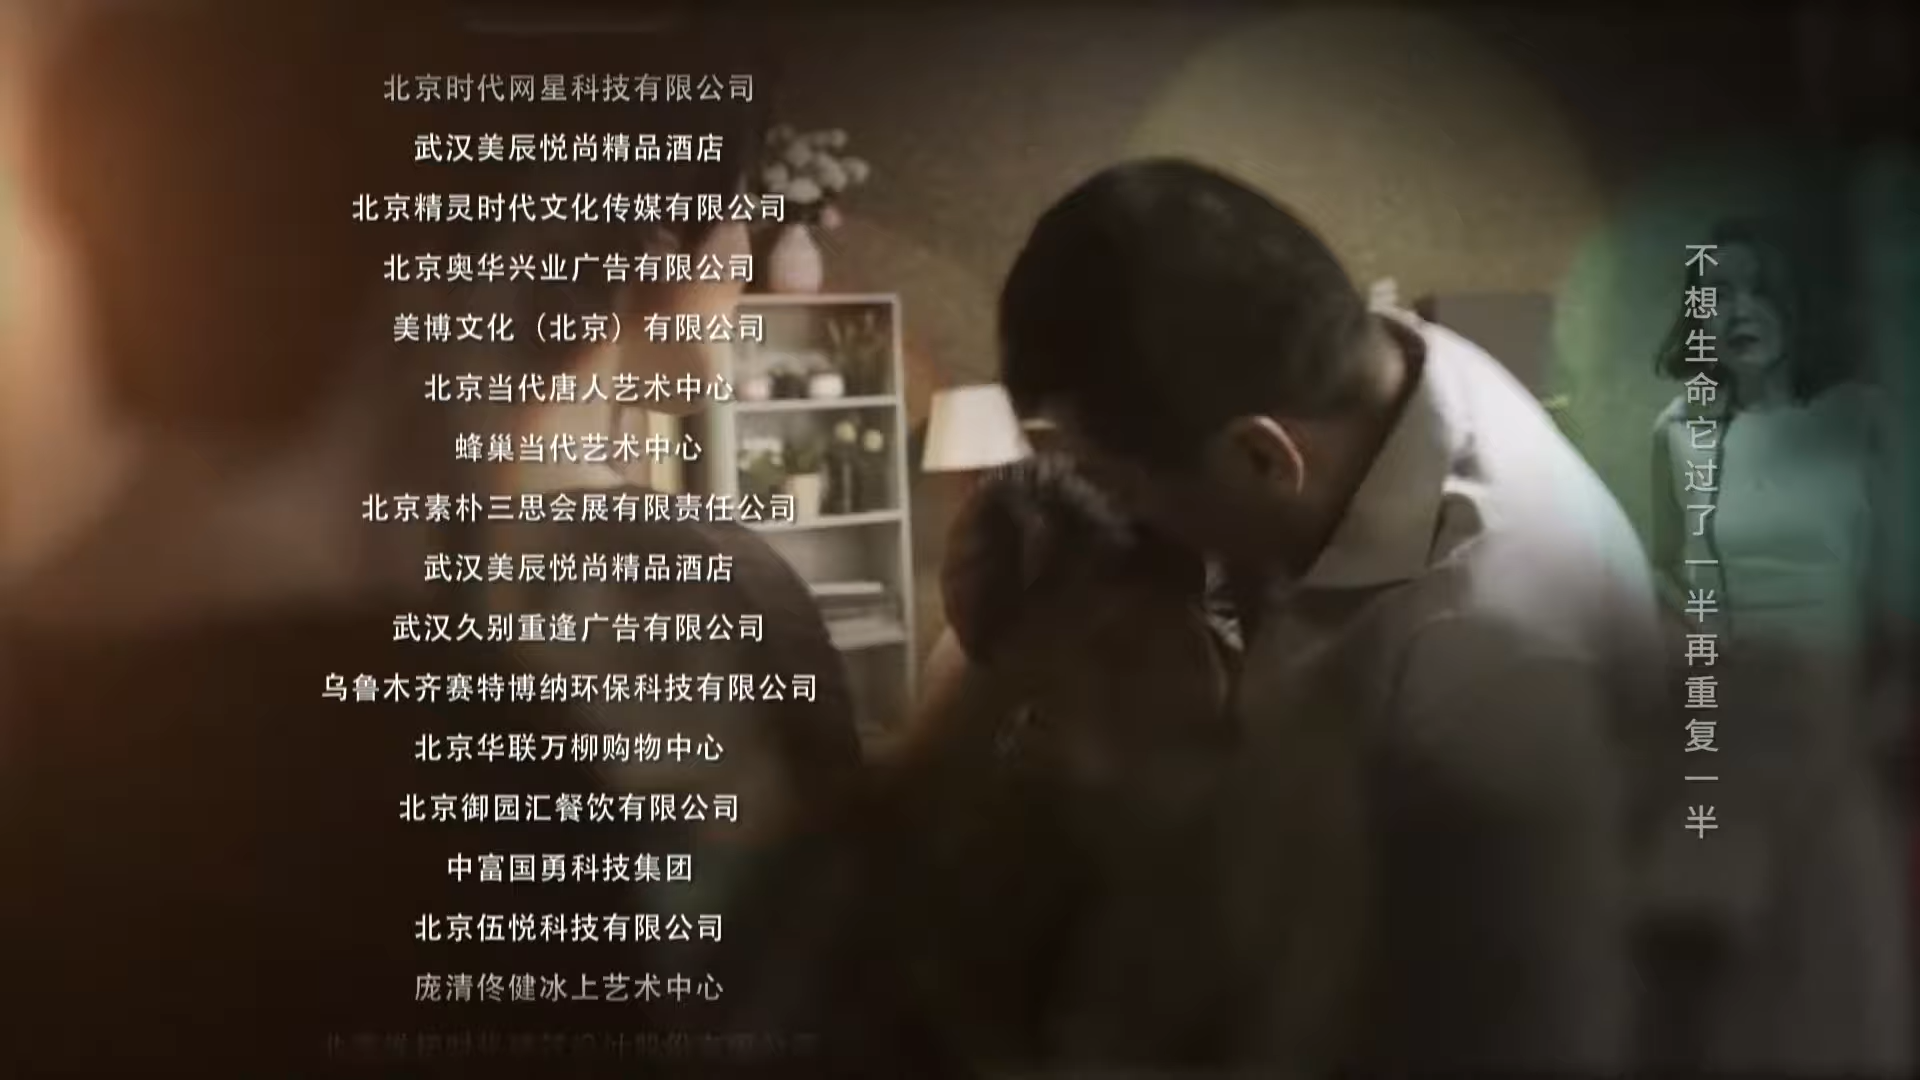 北京时代网星科技有限公司
武汉美辰悦尚精品酒店
北京精灵时代文化传媒有限公司
北京奥华兴业广告有限公司
美博文化（北京）有限公司
北京当代唐人艺术中心
蜂巢当代艺术中心
北京素朴三思会展有限责任公司
武汉美辰悦尚精品酒店
武汉久别重逢广告有限公司
乌鲁木齐赛特博纳环保科技有限公司
北京华联万柳购物中心
北京御园汇餐饮有限公司
中富国勇科技集团
北京伍悦科技有限公司
庞清佟健冰上艺术中心
不想生命它过了一半再重复一半